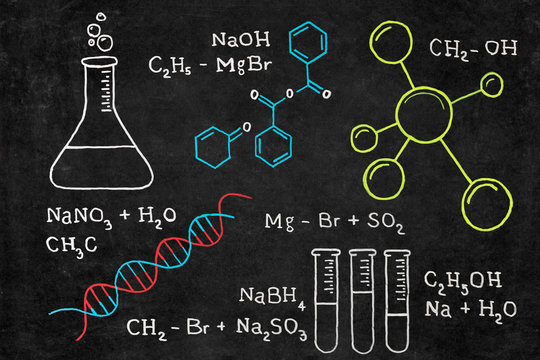 NaOH
C₂H₅ - MgBr
CH₂- OH
O
O
O
O
NaNO₃ + H₂O
CH₃C
Mg - Br + SO₂
NaBH₄
C₂H₅OH
Na + H₂O
CH₂ - Br + Na₂SO₃